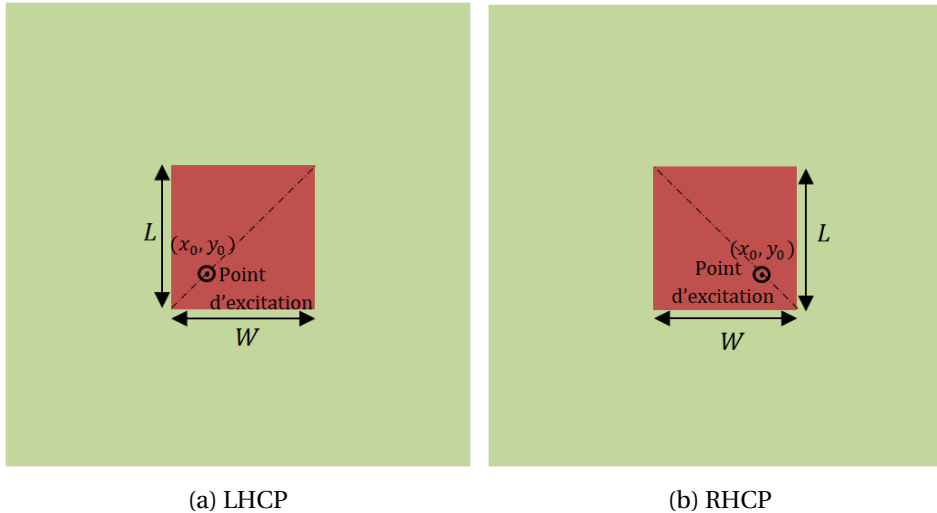 L
(x₀, y₀)
Point
d'excitation
W
(a) LHCP
L
(x₀, y₀)
Point
d'excitation
W
(b) RHCP